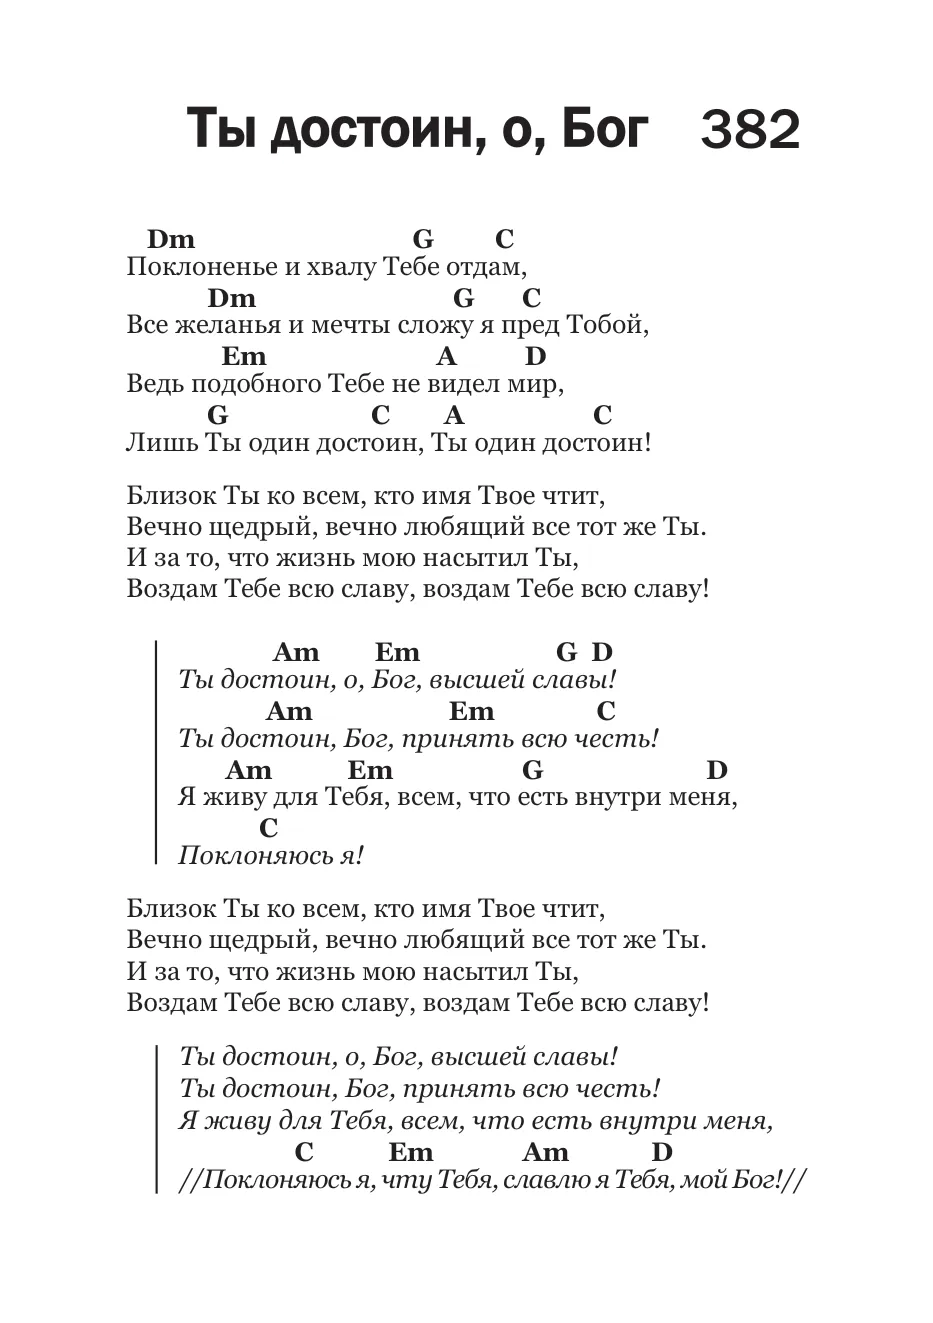 Ты достоин, о, Бог 382
Dm G C
Поклоненье и хвалу Тебе отдам,
Dm G C
Все желанья и мечты сложу я пред Тобой,
Em A D
Ведь подобного Тебе не видел мир,
G C A C
Лишь Ты один достоин, Ты один достоин!
Близок Ты ко всем, кто имя Твое чтит,
Вечно щедрый, вечно любящий все тот же Ты.
И за то, что жизнь мою насытил Ты,
Воздам Тебе всю славу, воздам Тебе всю славу!
Am Em G D
Ты достоин, о, Бог, высшей славы!
Am Em C
Ты достоин, Бог, принять всю честь!
Am Em G D
Я живу для Тебя, всем, что есть внутри меня,
C
Поклоняюсь я!
Близок Ты ко всем, кто имя Твое чтит,
Вечно щедрый, вечно любящий все тот же Ты.
И за то, что жизнь мою насытил Ты,
Воздам Тебе всю славу, воздам Тебе всю славу!
Ты достоин, о, Бог, высшей славы!
Ты достоин, Бог, принять всю честь!
Я живу для Тебя, всем, что есть внутри меня,
C Em Am D
//Поклоняюсь я, чту Тебя, славлю я Тебя, мой Бог!//